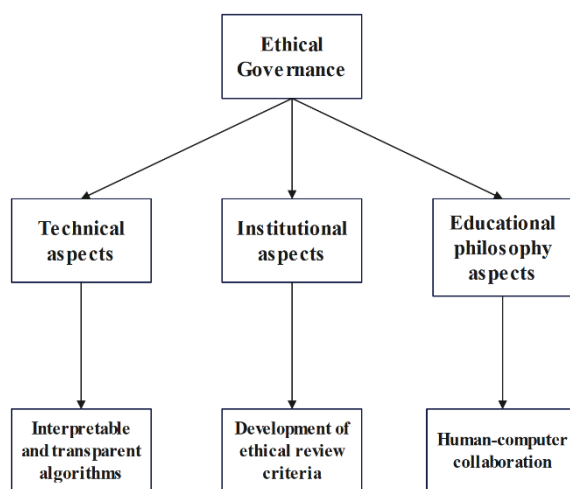 Ethical
Governance
Technical
aspects
Institutional
aspects
Educational
philosophy
aspects
Interpretable
and transparent
algorithms
Development of
ethical review
criteria
Human-computer
collaboration